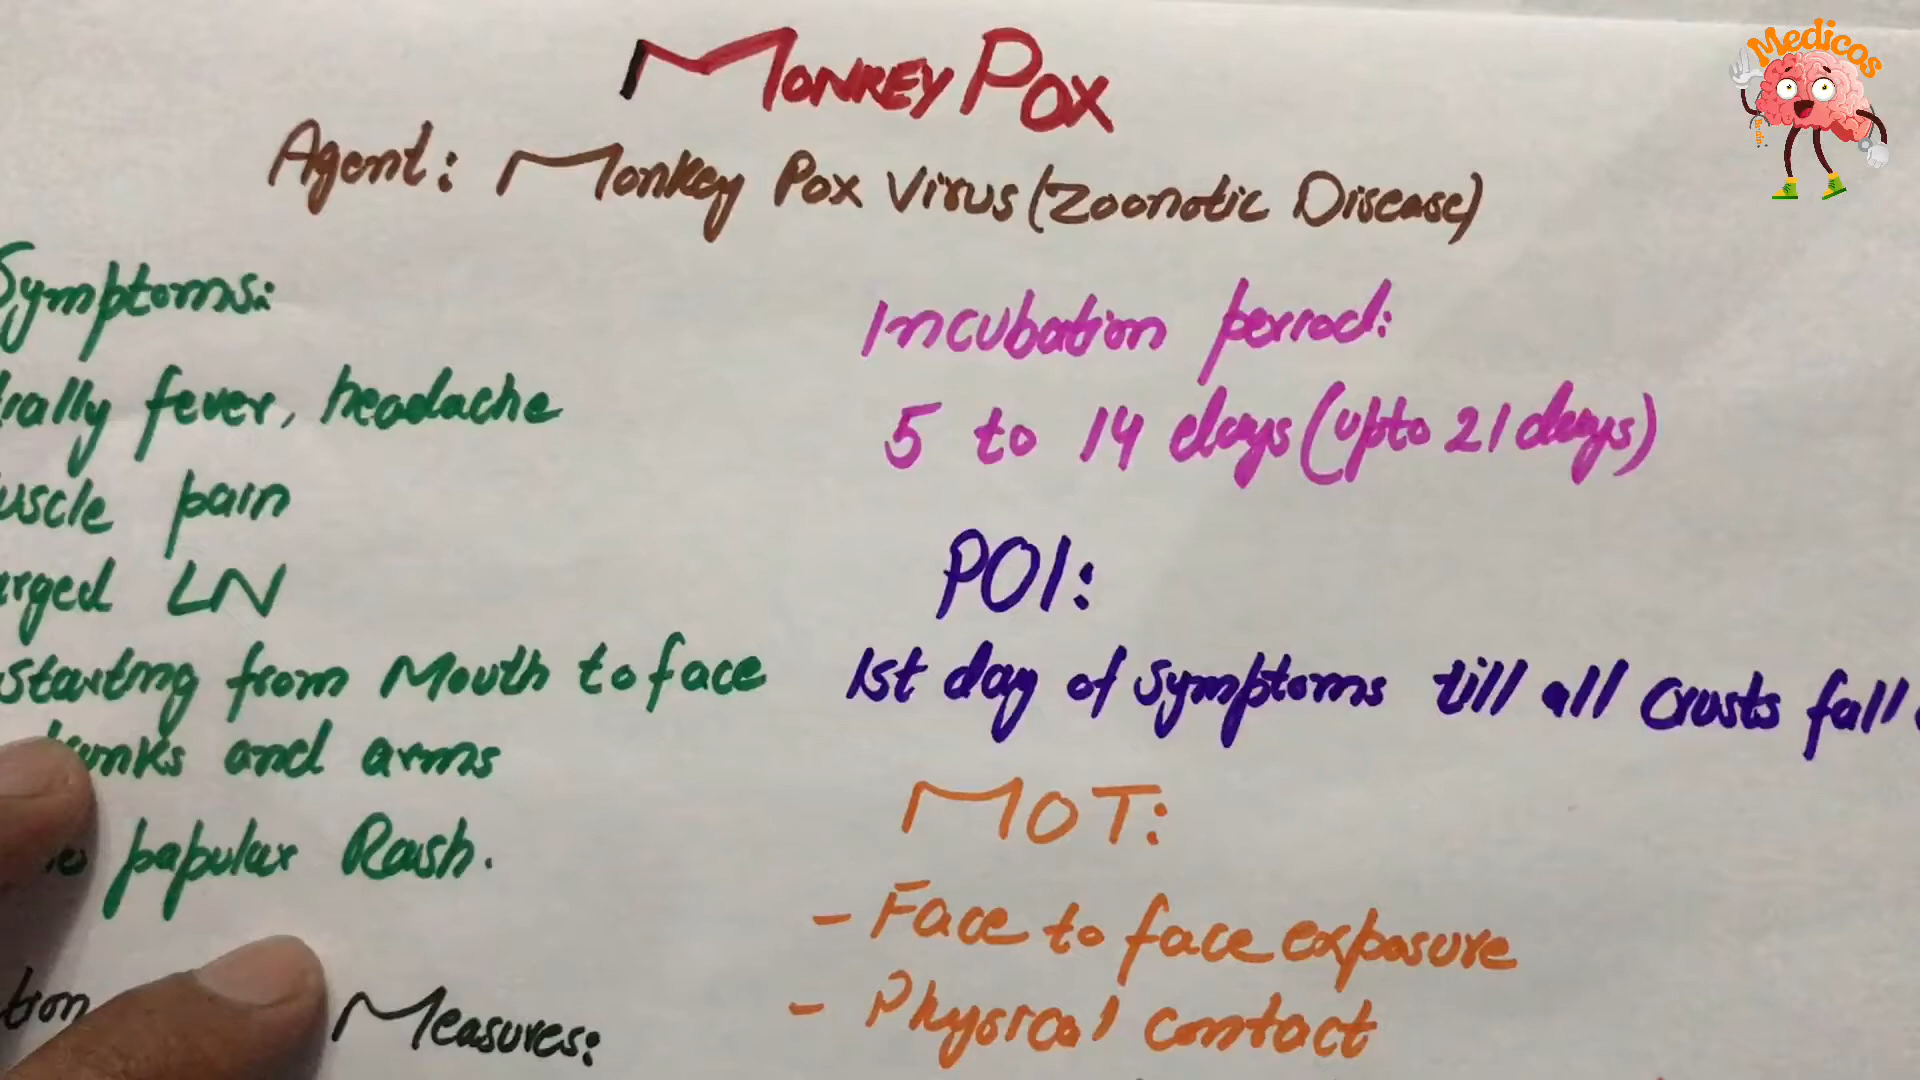 Medicos
Monkey Pox
Agent: Monkey Pox Virus (Zoonotic Disease)
Symptoms:
fever, headache
pain
LN
starting from Mouth to face
and arms
papular Rash.
Measures:
Incubation period:
5 to 14 days (upto 21 days)
POI:
1st day of symptoms till all crusts fall
MOT:
- Face to face exposure
- Physical contact